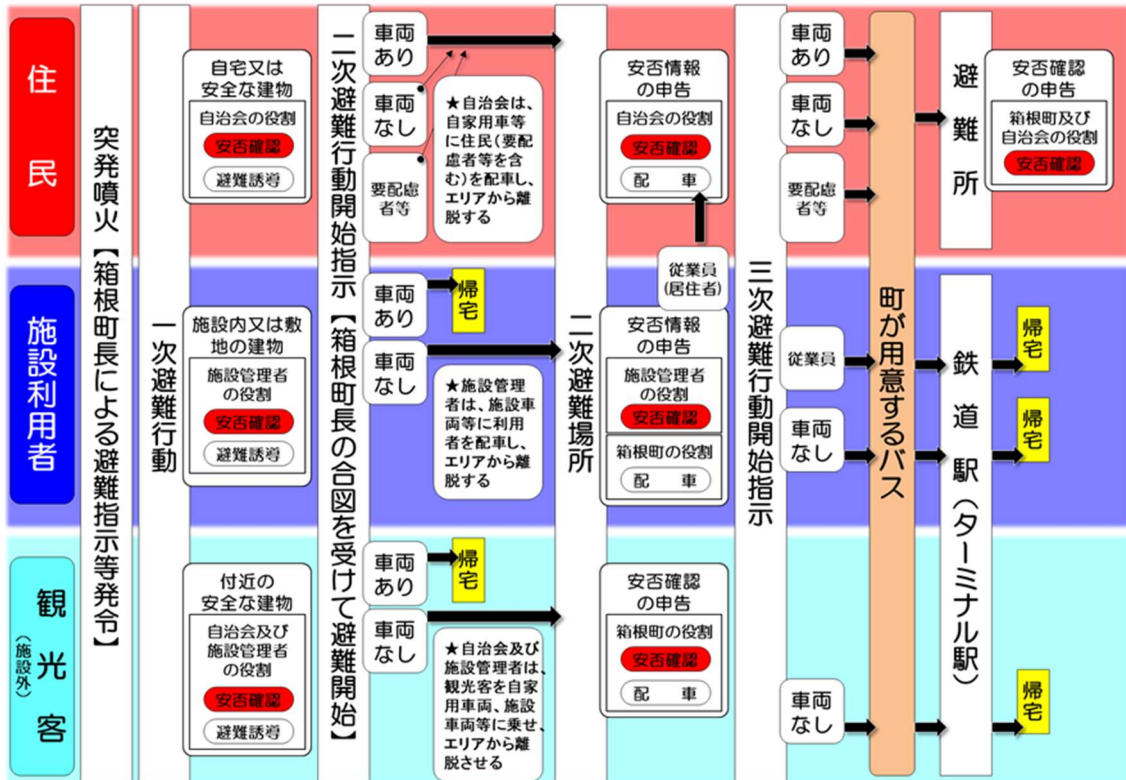 住民
突発噴火【箱根町長による避難指示等発令】
一次避難行動
自宅又は
安全な建物
自治会の役割
安否確認
避難誘導
二次避難行動開始指示【箱根町長の合図を受けて避難開始】
車両
あり
車両
なし
要配慮
者等
★自治会は、
自家用車等
に住民(要配
慮者等を含
む)を配車し、
エリアから離
脱する
二次避難場所
安否情報
の申告
自治会の役割
安否確認
配 車
従業員
(居住者)
三次避難行動開始指示
車両
あり
車両
なし
要配慮
者等
町が用意するバス
避難所
安否確認
の申告
箱根町及び
自治会の役割
安否確認
施設利用者
施設内又は敷
地の建物
施設管理者
の役割
安否確認
避難誘導
車両
あり
帰宅
車両
なし
★施設管理
者は、施設車
両等に利用
者を配車し、
エリアから離
脱する
安否情報
の申告
施設管理者
の役割
安否確認
箱根町の役割
配 車
従業員
車両
なし
鉄道駅(ターミナル駅)
帰宅
帰宅
観光客
(施設外)
付近の
安全な建物
自治会及び
施設管理者
の役割
安否確認
避難誘導
車両
あり
帰宅
車両
なし
★自治会及び
施設管理者は、
観光客を自家
用車両、施設
車両等に乗せ、
エリアから離
脱させる
安否確認
の申告
箱根町の役割
安否確認
配 車
車両
なし
帰宅